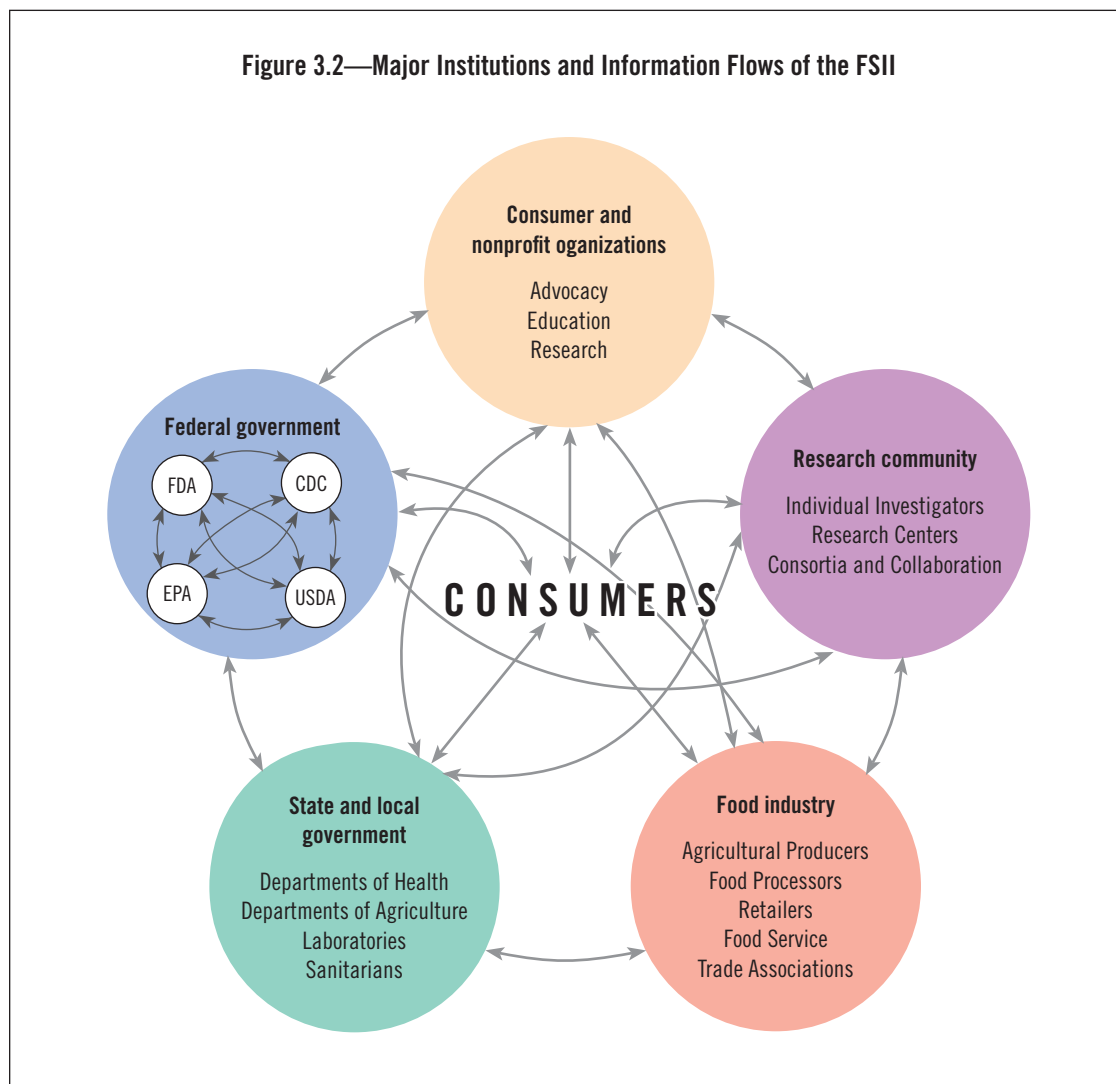 Figure 3.2—Major Institutions and Information Flows of the FSII
Consumer and
nonprofit oganizations
Advocacy
Education
Research
Federal government
FDA
CDC
EPA
USDA
Research community
Individual Investigators
Research Centers
Consortia and Collaboration
CONSUMERS
State and local
government
Departments of Health
Departments of Agriculture
Laboratories
Sanitarians
Food industry
Agricultural Producers
Food Processors
Retailers
Food Service
Trade Associations